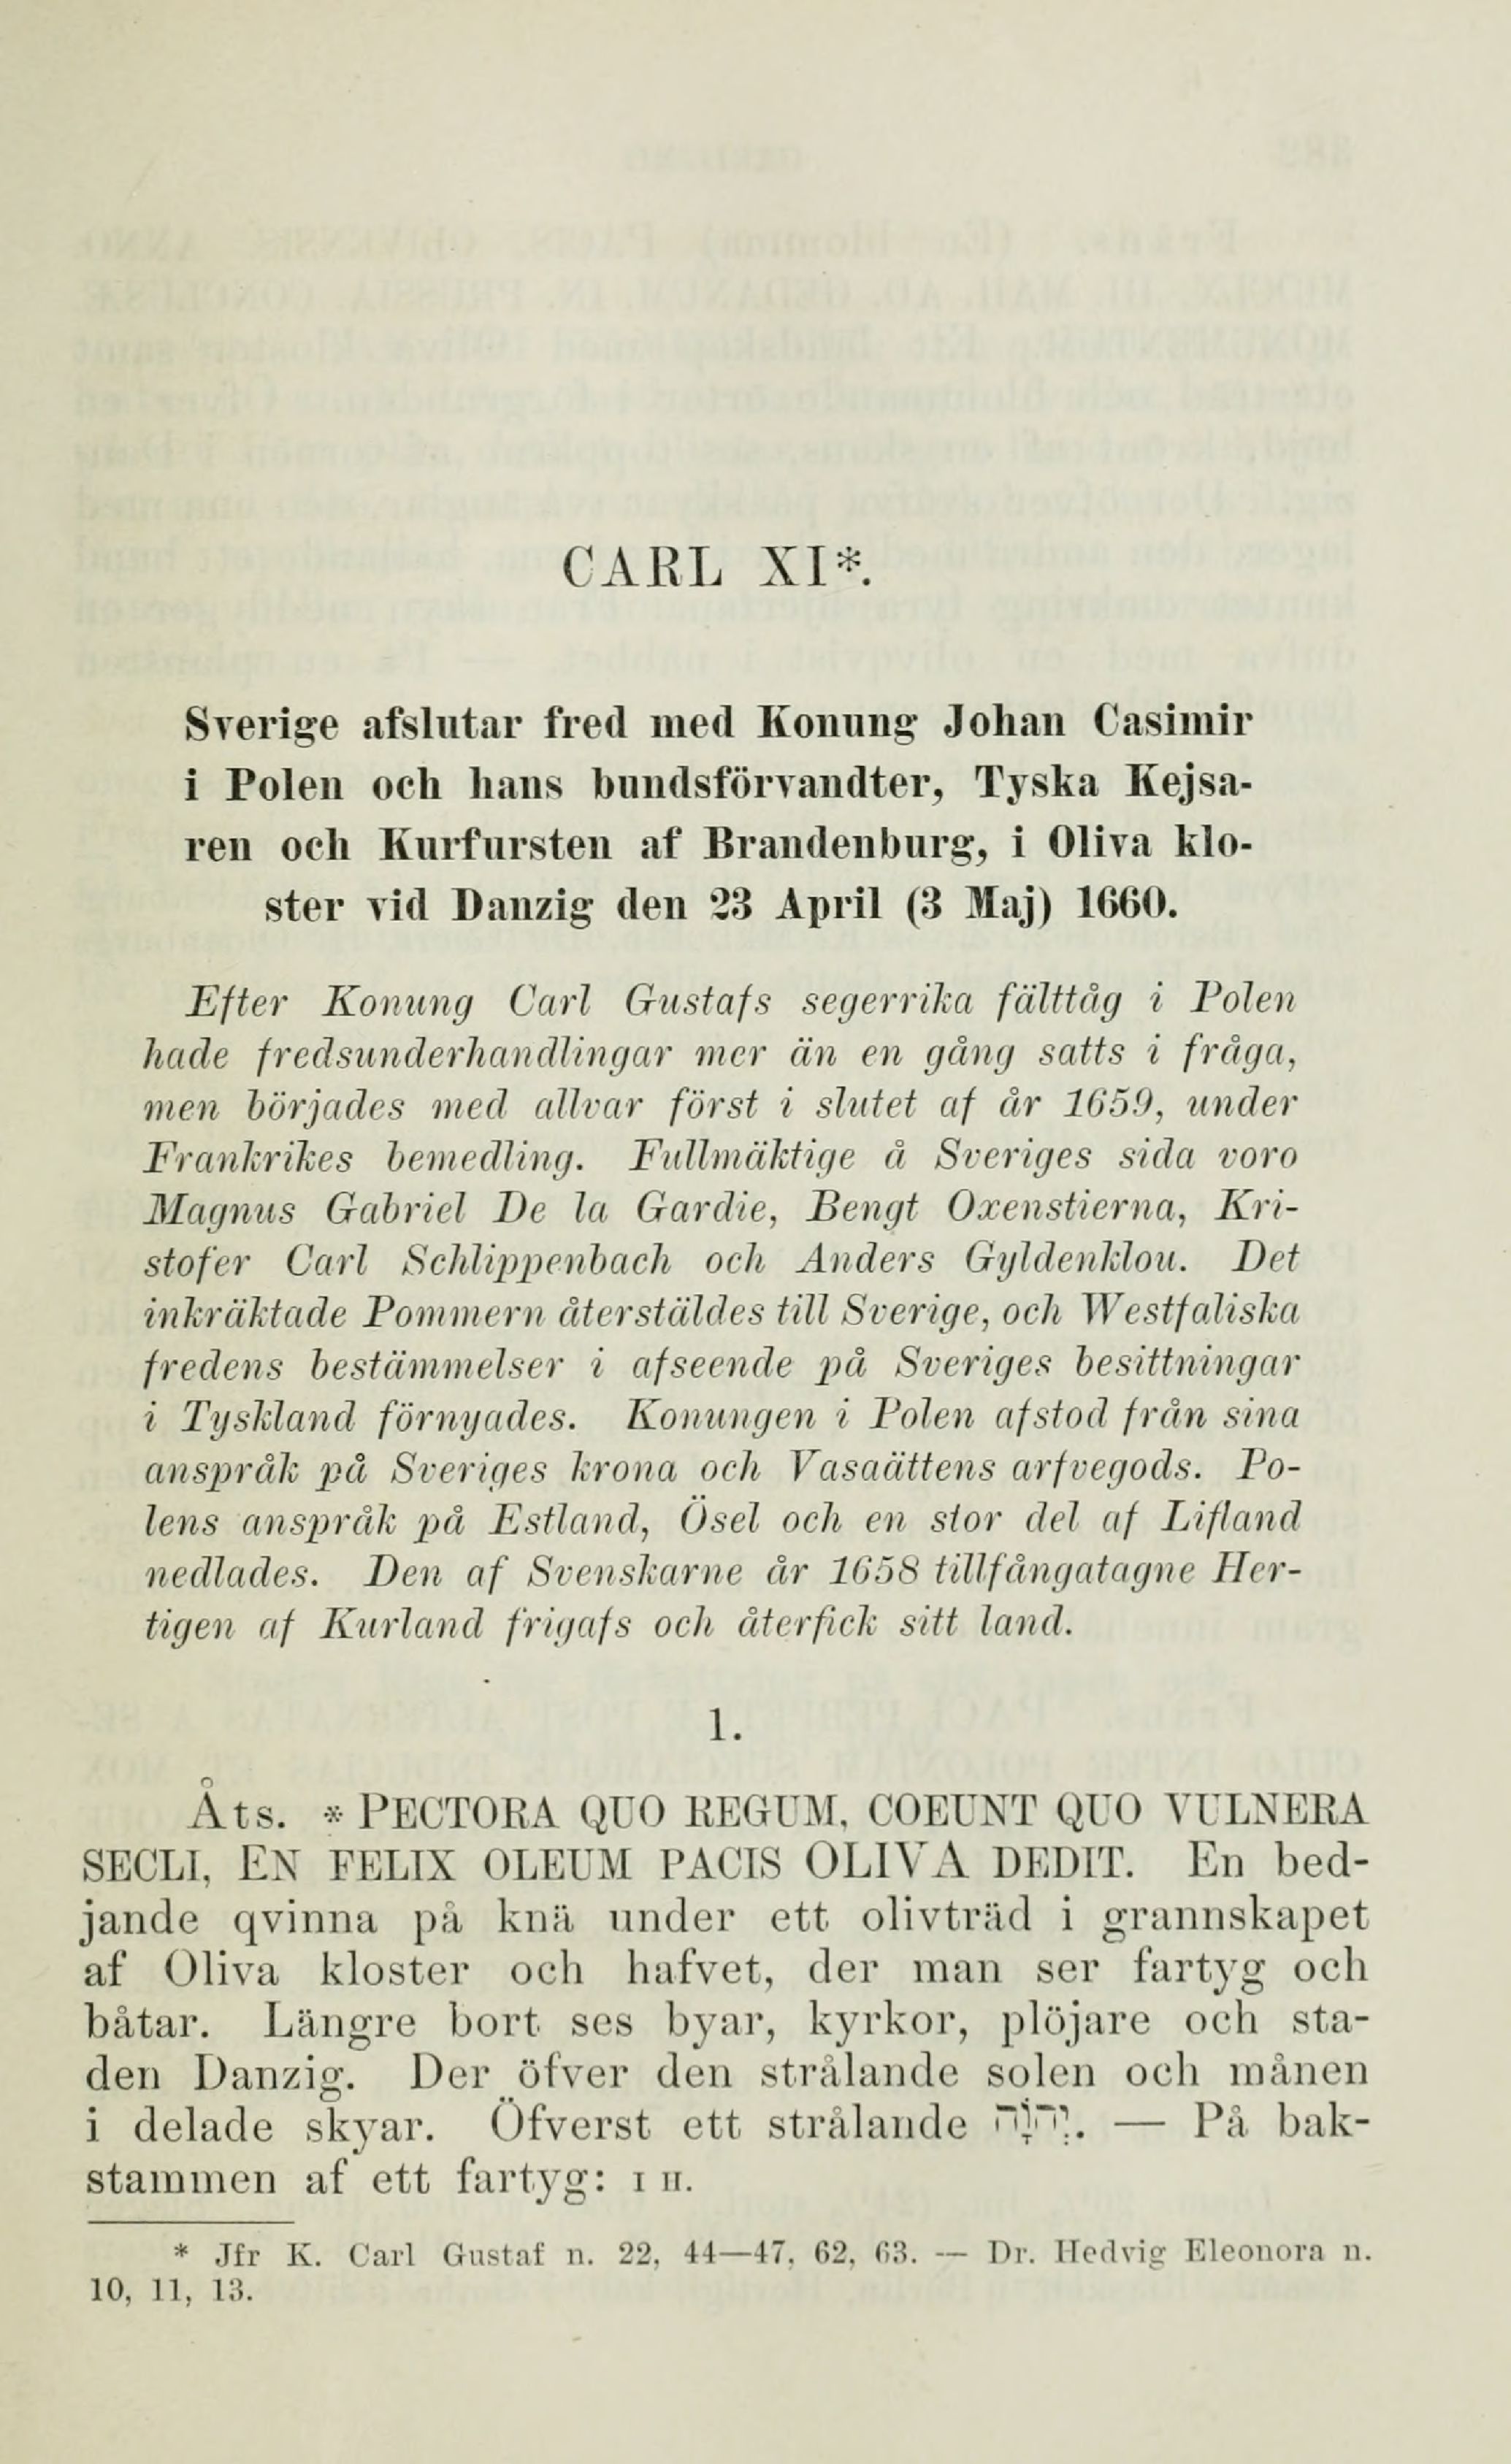 CARL XI*.
Sverige afslutar fred med Konung Johan Casimir
i Polen och hans bundsförvandter, Tyska Kejsa-
ren och Kurfursten af Brandenburg, i Oliva klo-
ster vid Danzig den 23 April (3 Maj) 1660.
Efter Konung Carl Gustafs segerrika fälttåg i Polen
hade fredsunderhandlingar mer än en gång satts i fråga,
men börjades med allvar först i slutet af år 1659, under
Frankrikes bemedling. Fullmäktige å Sveriges sida voro
Magnus Gabriel De la Gardie, Bengt Oxenstierna, Kri-
stofer Carl Schlippenbach och Anders Gyldenklou. Det
inkräktade Pommern återstäldes till Sverige, och Westfaliska
fredens bestämmelser i afseende på Sveriges besittningar
i Tyskland förnyades. Konungen i Polen afstod från sina
anspråk på Sveriges krona och Vasaättens arfvegods. Po-
lens anspråk på Estland, Ösel och en stor del af Lifland
nedlades. Den af Svenskarne år 1658 tillfångatagne Her-
tigen af Kurland frigafs och återfick sitt land.
1.
Åts. * PECTORA QUO REGUM, COEUNT QUO VULNERA
SECLI, EN FELIX OLEUM PACIS OLIVA DEDIT. En bed-
jande qvinna på knä under ett olivträd i grannskapet
af Oliva kloster och hafvet, der man ser fartyg och
båtar. Längre bort ses byar, kyrkor, plöjare och sta-
den Danzig. Der öfver den strålande solen och månen
i delade skyar. Öfverst ett strålande יְהֹוָה. — På bak-
stammen af ett fartyg: I H.
* Jfr K. Carl Gustaf n. 22, 44—47, 62, 63. — Dr. Hedvig Eleonora n.
10, 11, 13.